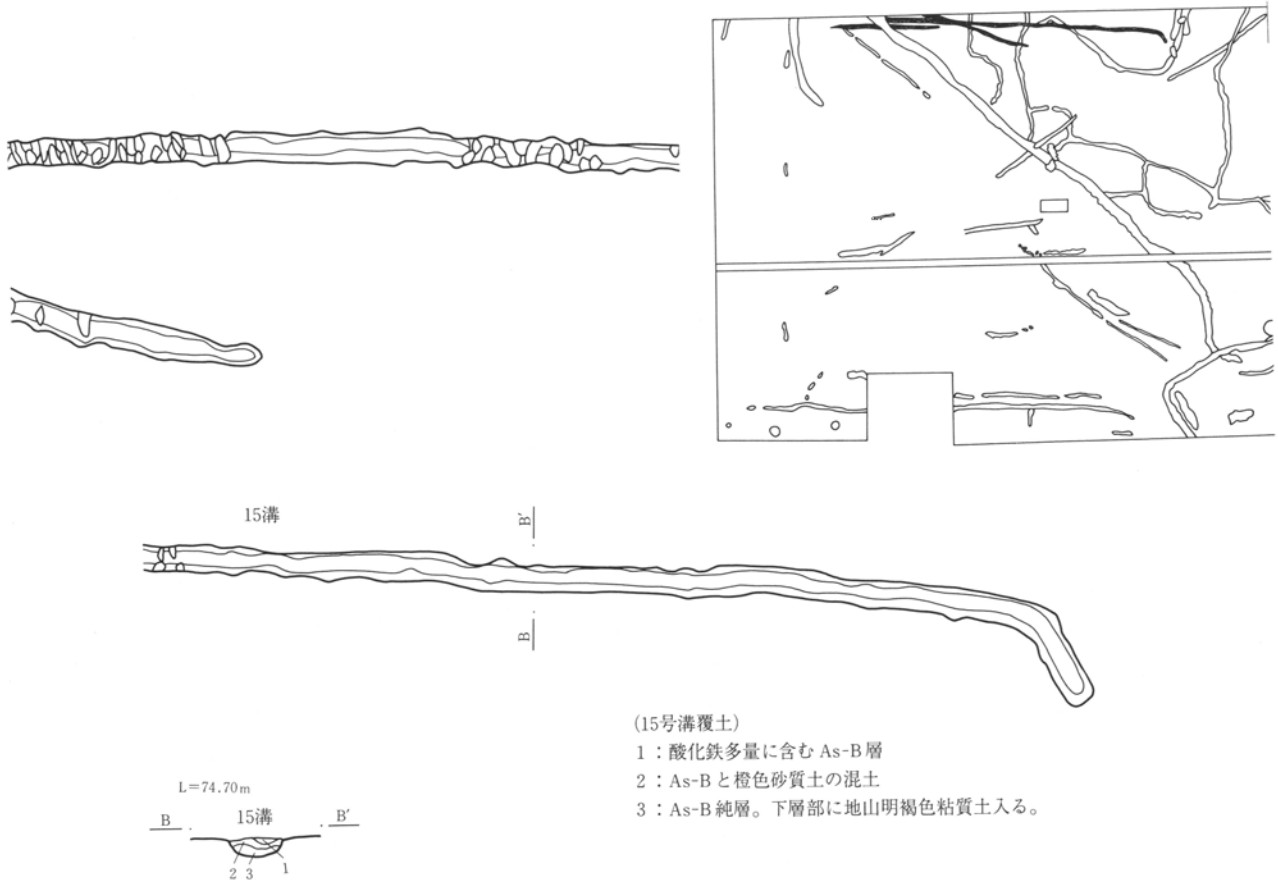 15溝
B′
B
(15号溝覆土)
1：酸化鉄多量に含む As-B層
2：As-Bと橙色砂質土の混土
3：As-B純層。下層部に地山明褐色粘質土入る。
L=74.70m
B 15溝 B′
2 3 1